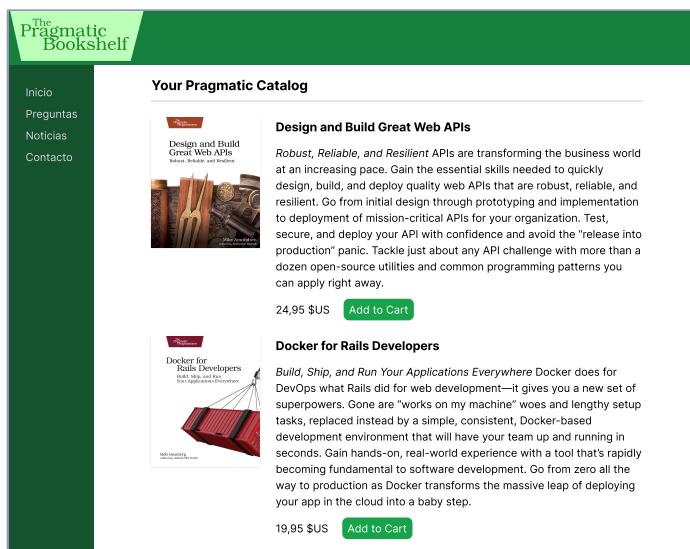 The
Pragmatic
Bookshelf
Inicio
Preguntas
Noticias
Contacto
Your Pragmatic Catalog
Design and Build
Great Web APIs
Robust, Reliable, and Resilient
Mike Amundsen
Design and Build Great Web APIs
Robust, Reliable, and Resilient APIs are transforming the business world
at an increasing pace. Gain the essential skills needed to quickly
design, build, and deploy quality web APIs that are robust, reliable, and
resilient. Go from initial design through prototyping and implementation
to deployment of mission-critical APIs for your organization. Test,
secure, and deploy your API with confidence and avoid the “release into
production” panic. Tackle just about any API challenge with more than a
dozen open-source utilities and common programming patterns you
can apply right away.
24,95 $US Add to Cart
Docker for
Rails Developers
Build, Ship, and Run
Your Applications Everywhere
Rob Isenberg
Docker for Rails Developers
Build, Ship, and Run Your Applications Everywhere Docker does for
DevOps what Rails did for web development—it gives you a new set of
superpowers. Gone are “works on my machine” woes and lengthy setup
tasks, replaced instead by a simple, consistent, Docker-based
development environment that will have your team up and running in
seconds. Gain hands-on, real-world experience with a tool that’s rapidly
becoming fundamental to software development. Go from zero all the
way to production as Docker transforms the massive leap of deploying
your app in the cloud into a baby step.
19,95 $US Add to Cart